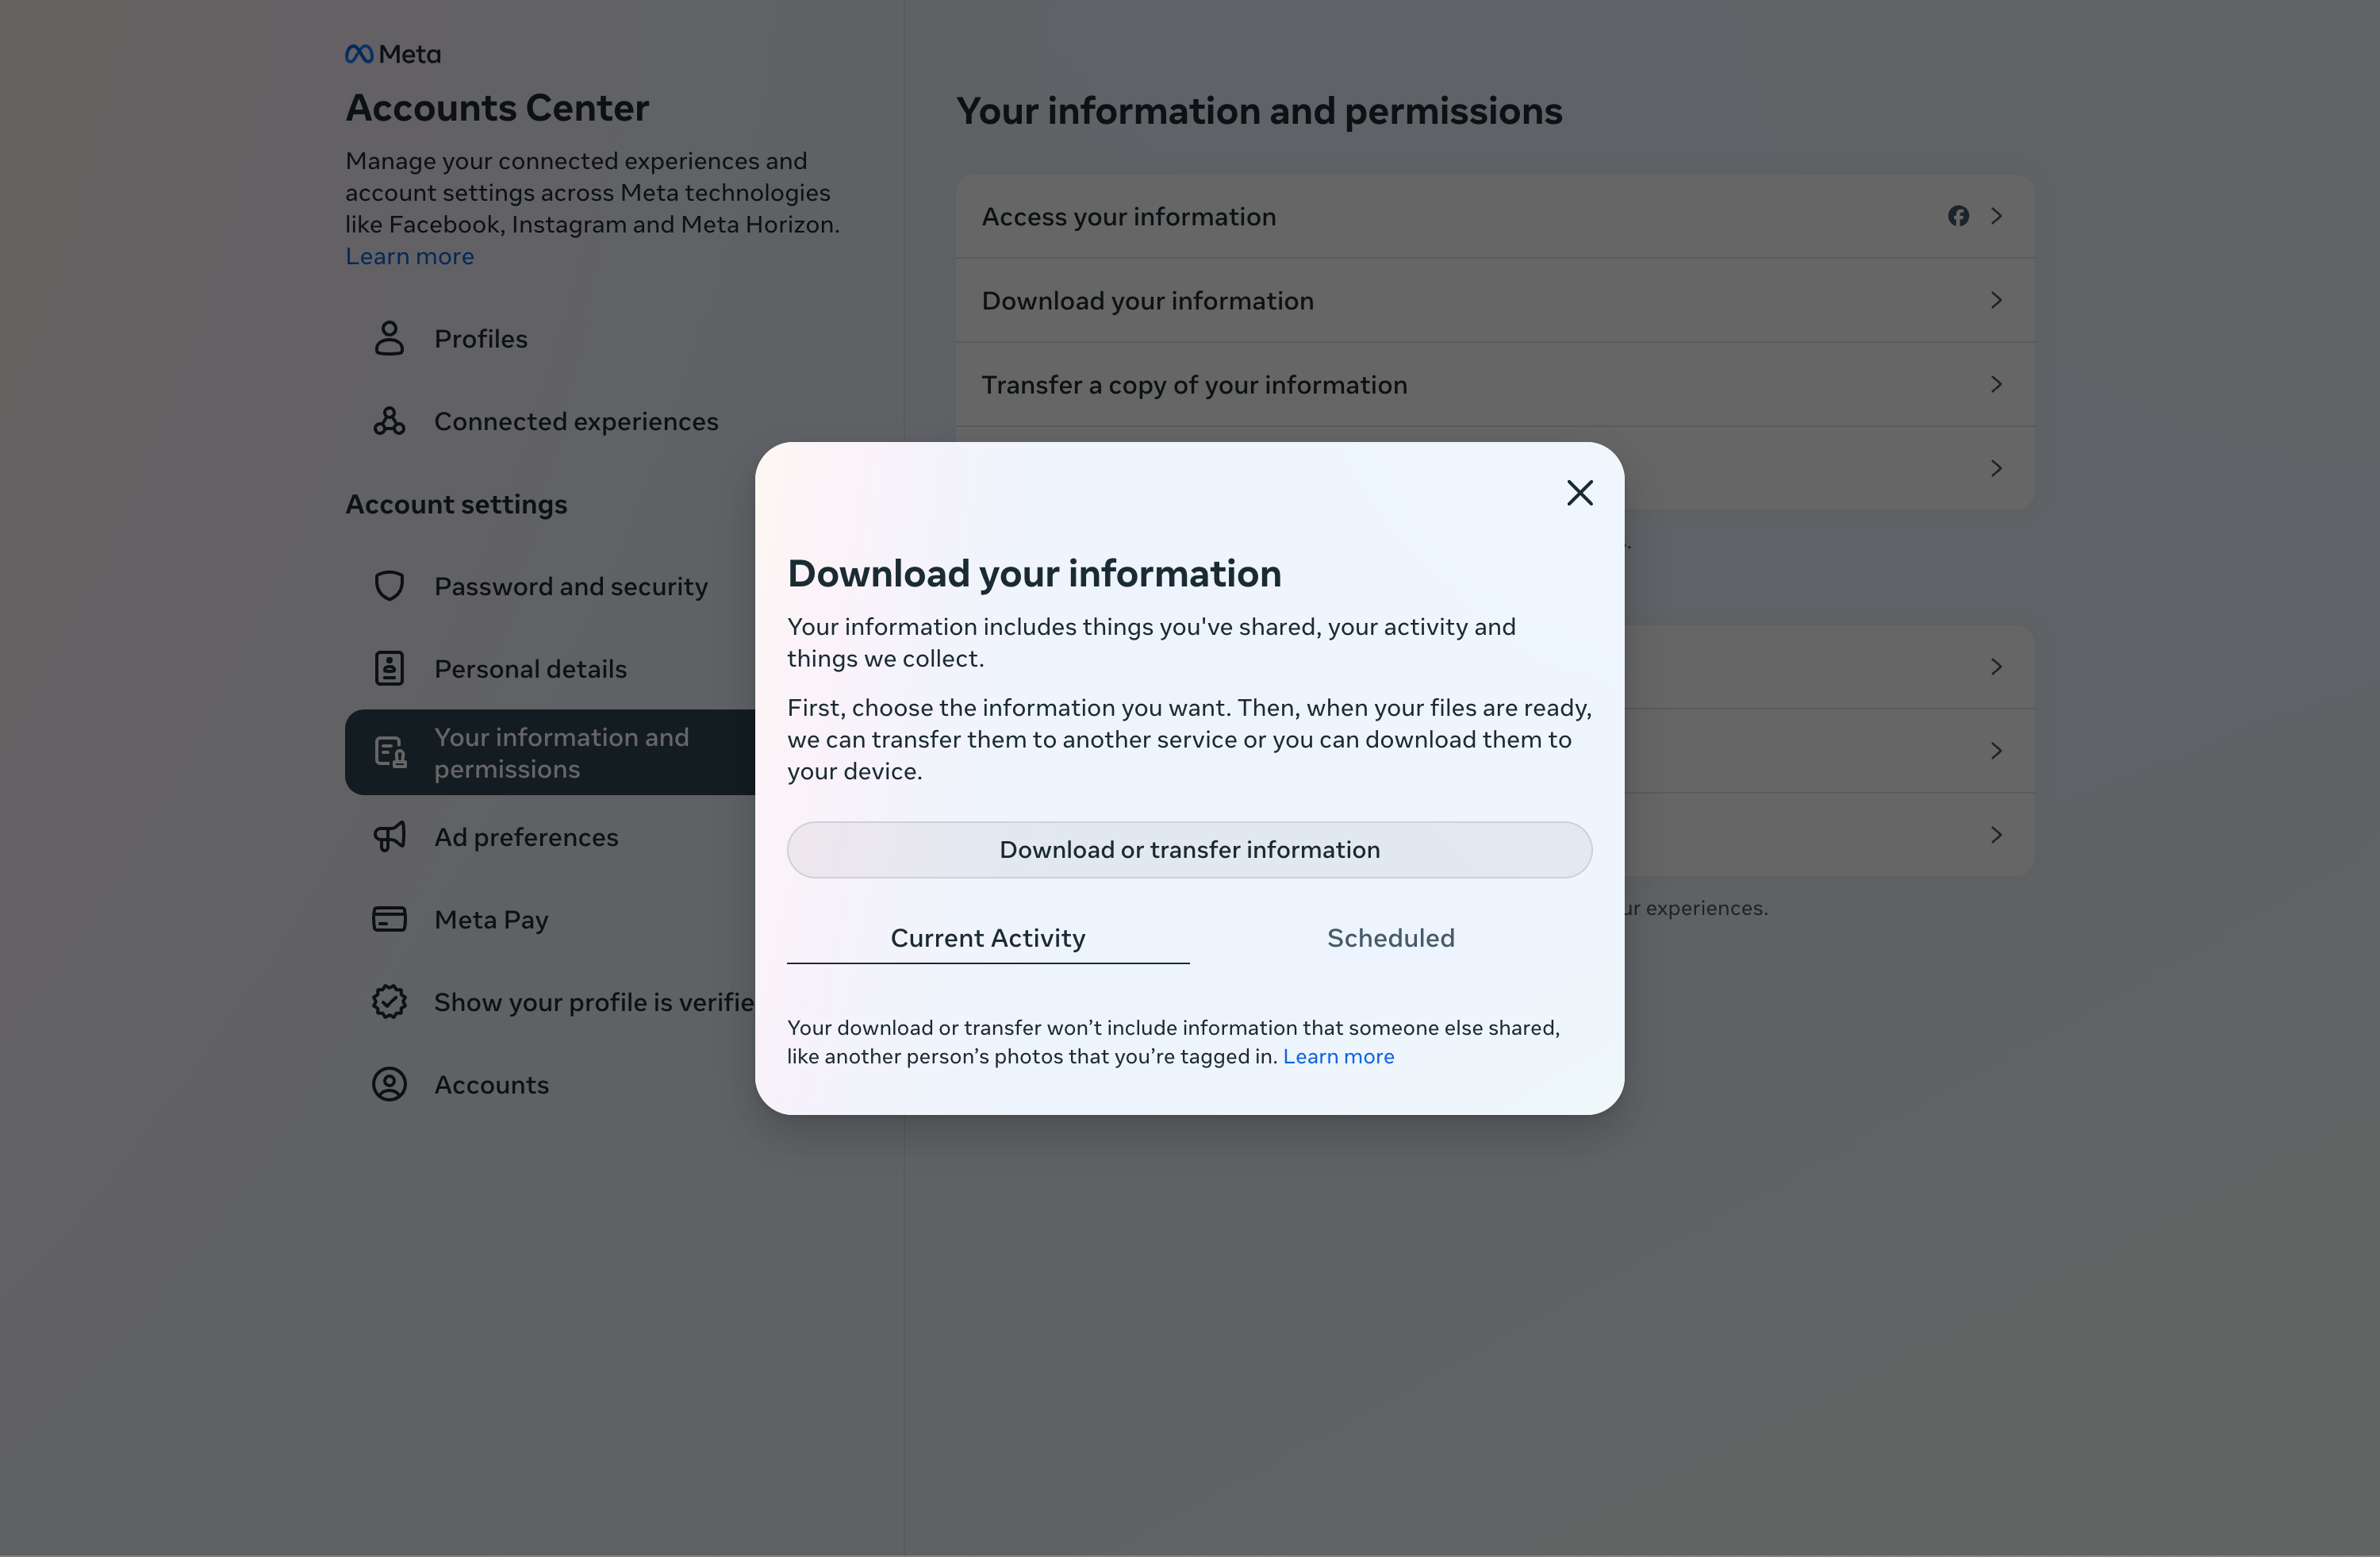 Meta
Accounts Center
Manage your connected experiences and
account settings across Meta technologies
like Facebook, Instagram and Meta Horizon.
Learn more
Profiles
Connected experiences
Account settings
Password and security
Personal details
Your information and
permissions
Ad preferences
Meta Pay
Show your profile is verifie
Accounts
Your information and permissions
Access your information
Download your information
Transfer a copy of your information
ur experiences.
Download your information
Your information includes things you've shared, your activity and
things we collect.
First, choose the information you want. Then, when your files are ready,
we can transfer them to another service or you can download them to
your device.
Download or transfer information
Current Activity
Scheduled
Your download or transfer won’t include information that someone else shared,
like another person’s photos that you’re tagged in. Learn more